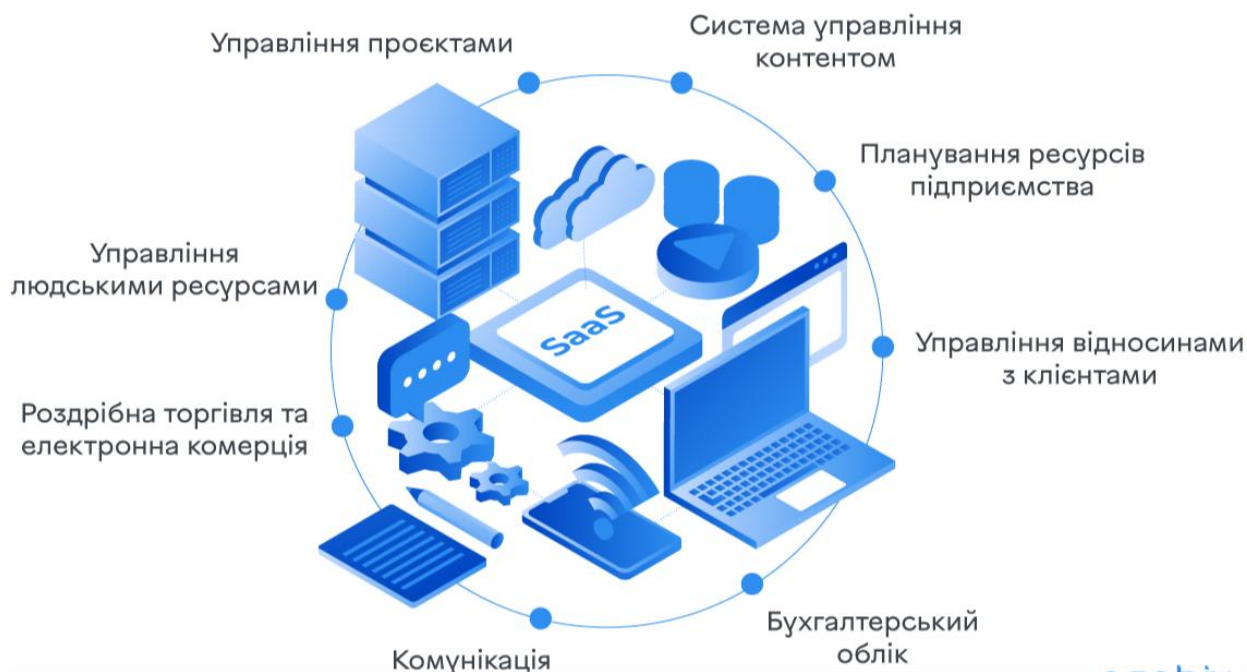 Управління проєктами
Система управління
контентом
Планування ресурсів
підприємства
Управління
людськими ресурсами
SaaS
Управління відносинами
з клієнтами
Роздрібна торгівля та
електронна комерція
Бухгалтерський
облік
Комунікація